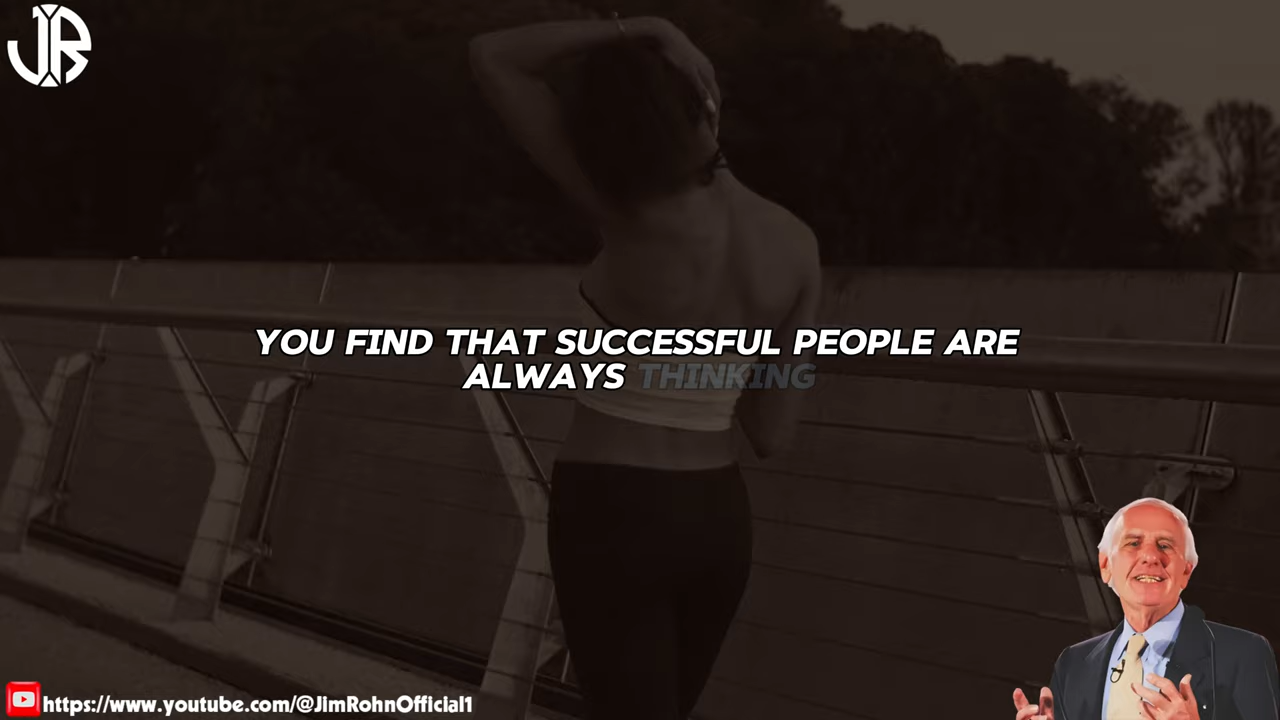 JR
YOU FIND THAT SUCCESSFUL PEOPLE ARE
ALWAYS THINKING
https://www.youtube.com/@JimRohnOfficial1